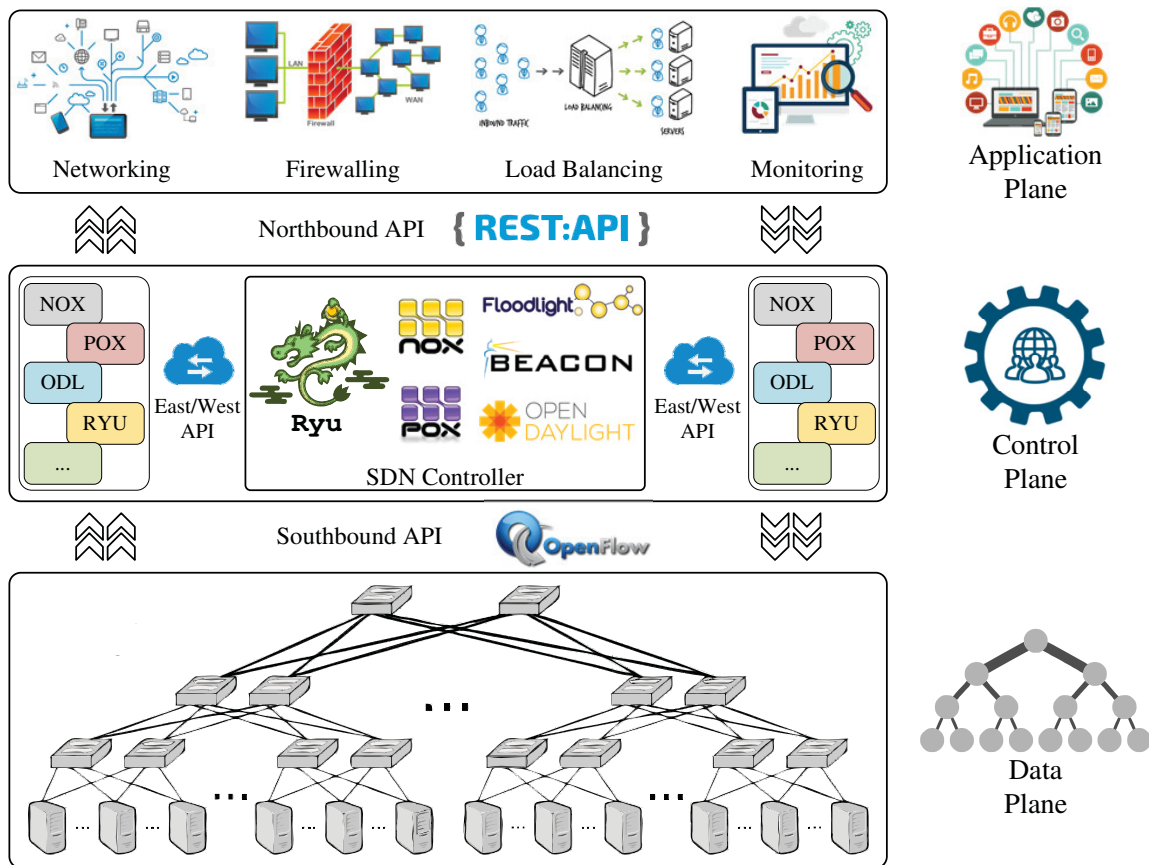 LAN
WAN
Firewall
INBOUND TRAFFIC
LOAD BALANCING
SERVERS
Networking
Firewalling
Load Balancing
Monitoring
Application
Plane
Northbound API
{ REST:API }
NOX
POX
ODL
RYU
...
East/West
API
Ryu
nox
POX
Floodlight
BEACON
OPEN
DAYLIGHT
SDN Controller
East/West
API
NOX
POX
ODL
RYU
...
Control
Plane
Southbound API
OpenFlow
...
...
...
... ... ... ... ... ... ... ...
Data
Plane